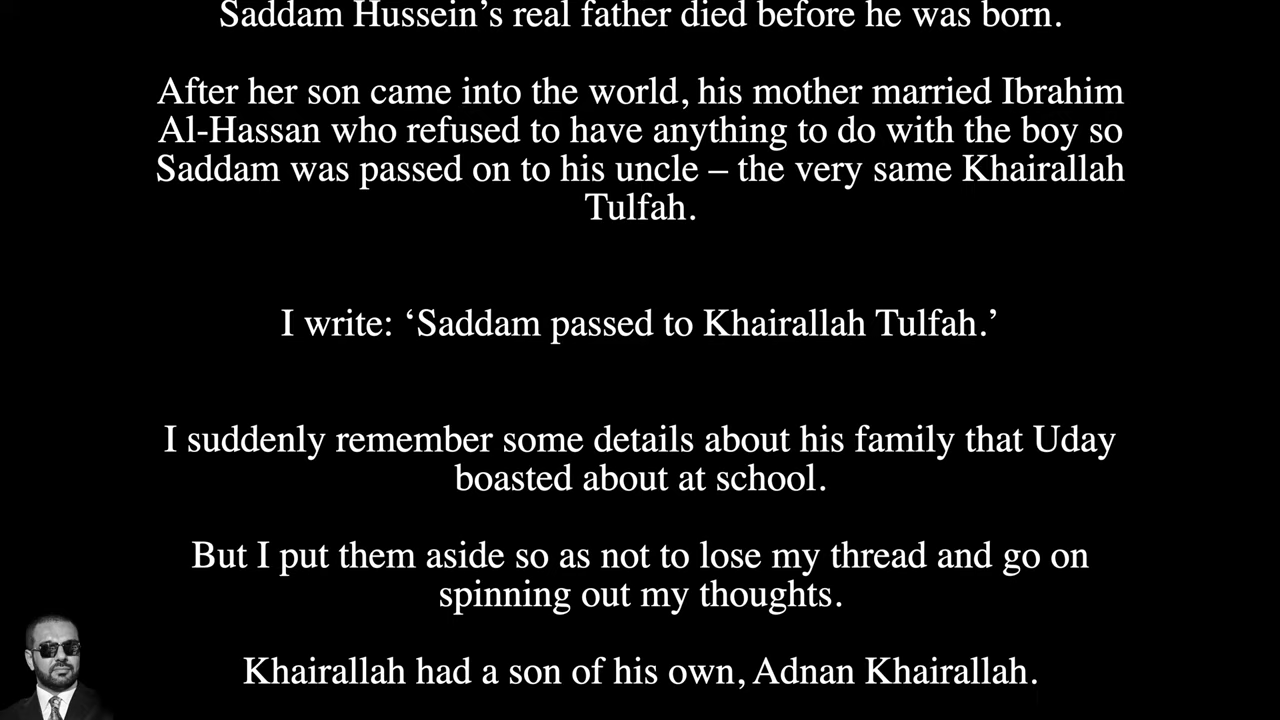 Saddam Hussein’s real father died before he was born.
After her son came into the world, his mother married Ibrahim
Al-Hassan who refused to have anything to do with the boy so
Saddam was passed on to his uncle – the very same Khairallah
Tulfah.
I write: ‘Saddam passed to Khairallah Tulfah.’
I suddenly remember some details about his family that Uday
boasted about at school.
But I put them aside so as not to lose my thread and go on
spinning out my thoughts.
Khairallah had a son of his own, Adnan Khairallah.